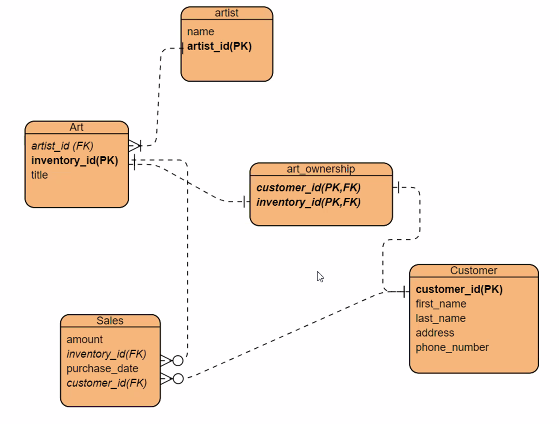 artist
name
artist_id(PK)
Art
artist_id (FK)
inventory_id(PK)
title
art_ownership
customer_id(PK,FK)
inventory_id(PK,FK)
Customer
customer_id(PK)
first_name
last_name
address
phone_number
Sales
amount
inventory_id(FK)
purchase_date
customer_id(FK)